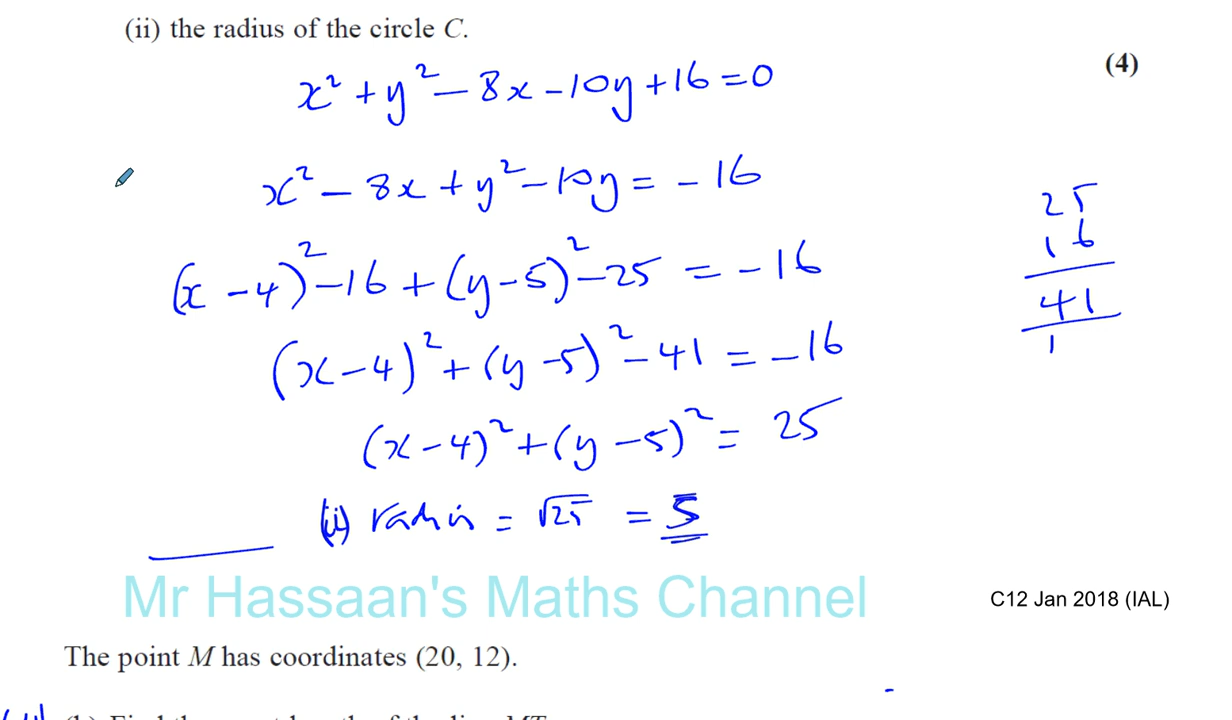 (ii) the radius of the circle C.
(4)
x² + y² - 8x - 10y + 16 = 0
x² - 8x + y² - 10y = - 16
(x - 4)² - 16 + (y - 5)² - 25 = - 16
25
16
41
1
(x - 4)² + (y - 5)² - 41 = - 16
(x - 4)² + (y - 5)² = 25
(ii) radius = √25 = 5
Mr Hassaan's Maths Channel
C12 Jan 2018 (IAL)
The point M has coordinates (20, 12).